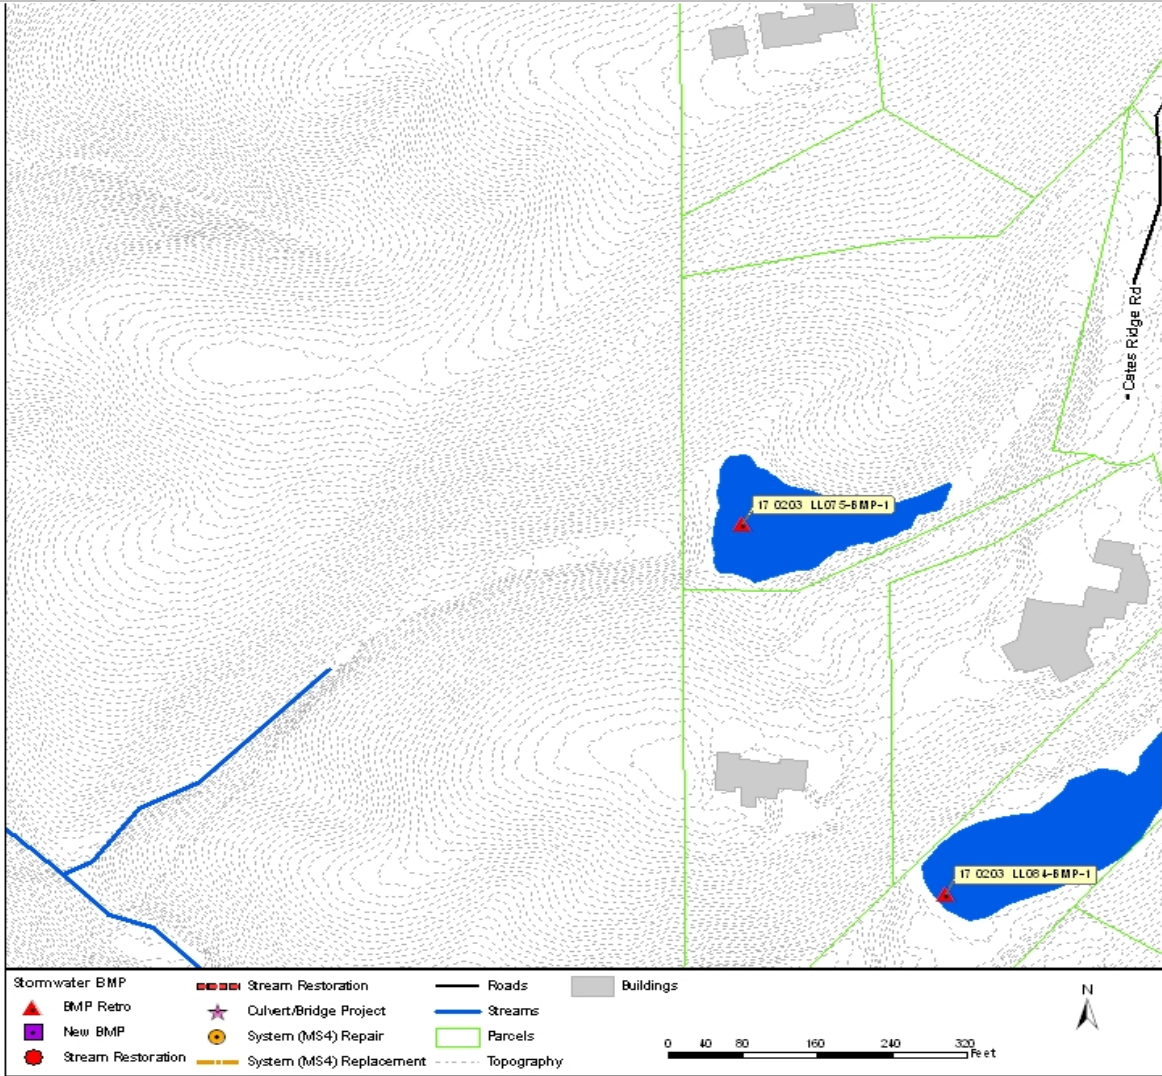 Cates Ridge Rd
17 0203 LL075-BMP-1
17 0203 LL084-BMP-1
Stormwater BMP
BMP Retro
New BMP
Stream Restoration
Stream Restoration
Culvert/Bridge Project
System (MS4) Repair
System (MS4) Replacement
Roads
Streams
Parcels
Topography
Buildings
N
0 40 80 160 240 320
Feet